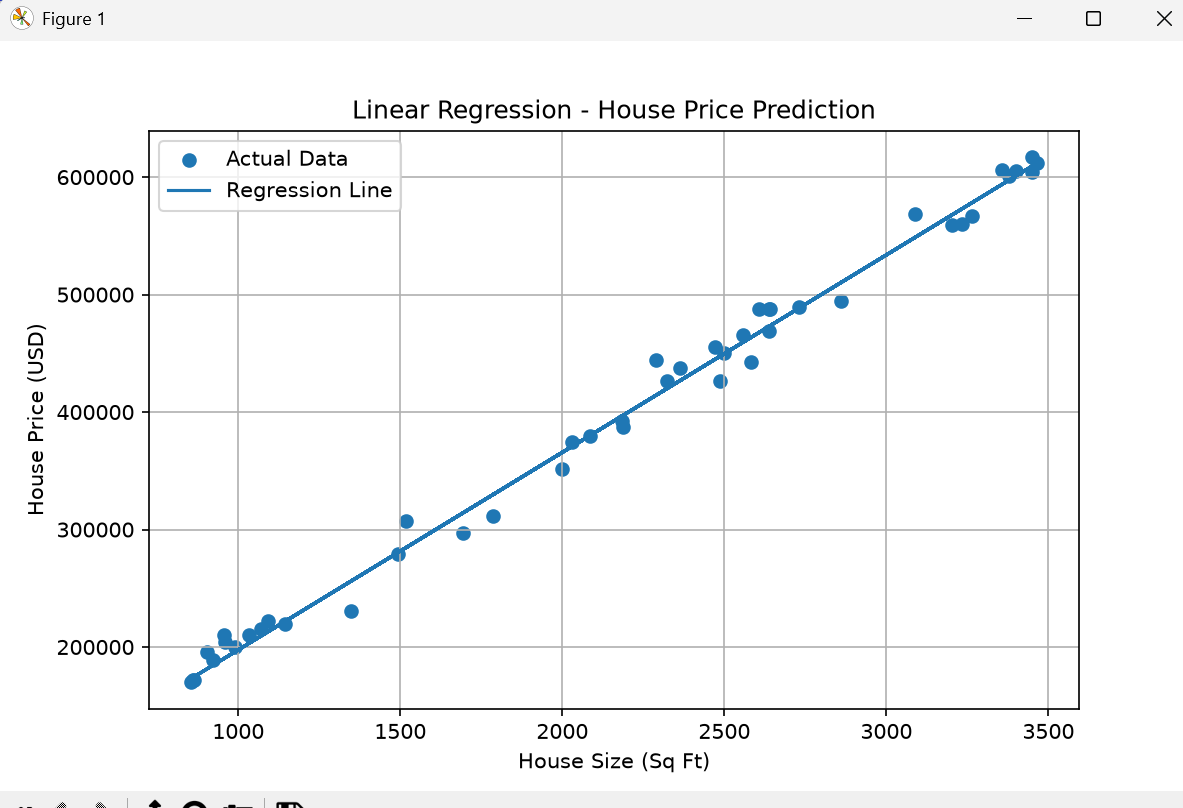 Figure 1
Linear Regression - House Price Prediction
Actual Data
Regression Line
House Price (USD)
600000
500000
400000
300000
200000
1000 1500 2000 2500 3000 3500
House Size (Sq Ft)